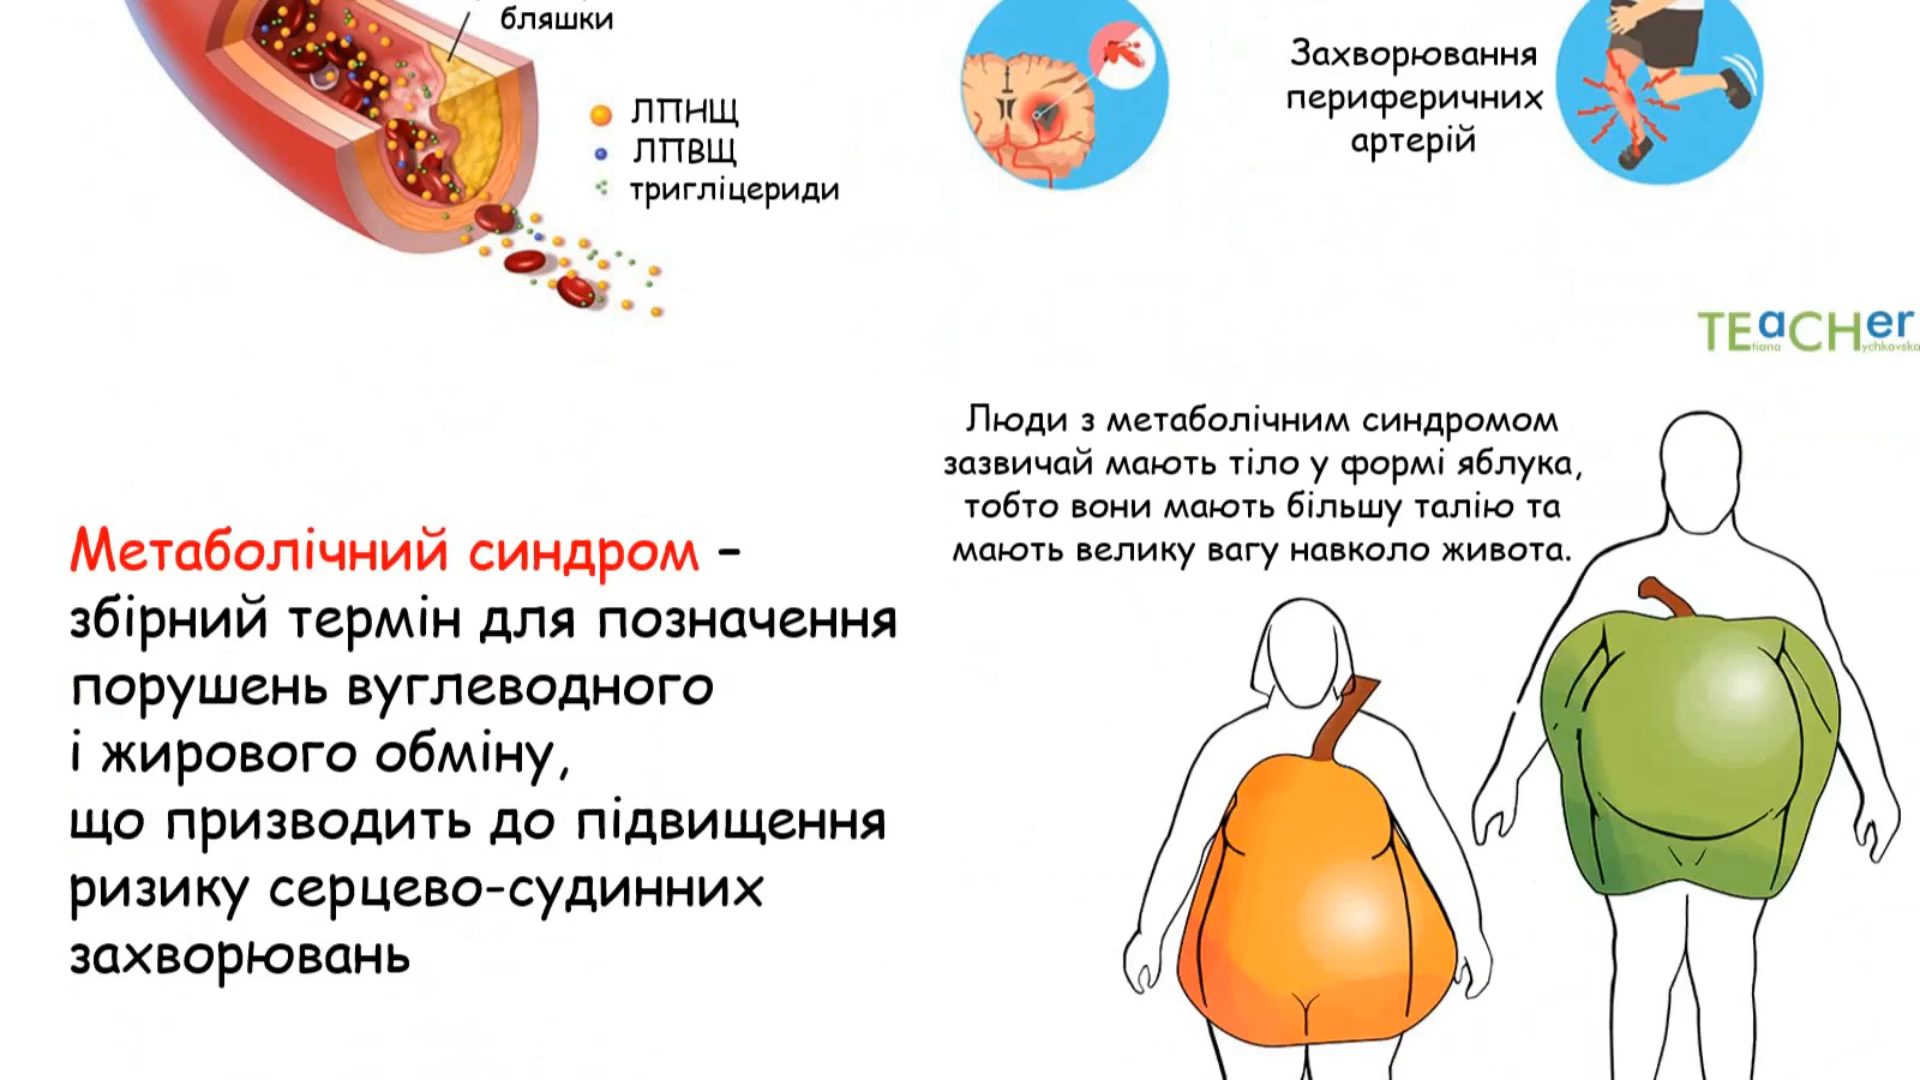 бляшки
ЛПНЩ
ЛПВЩ
тригліцериди
Захворювання
периферичних
артерій
TEaCHer
tiana ychkovska
Люди з метаболічним синдромом
зазвичай мають тіло у формі яблука,
тобто вони мають більшу талію та
мають велику вагу навколо живота.
Метаболічний синдром –
збірний термін для позначення
порушень вуглеводного
і жирового обміну,
що призводить до підвищення
ризику серцево-судинних
захворювань